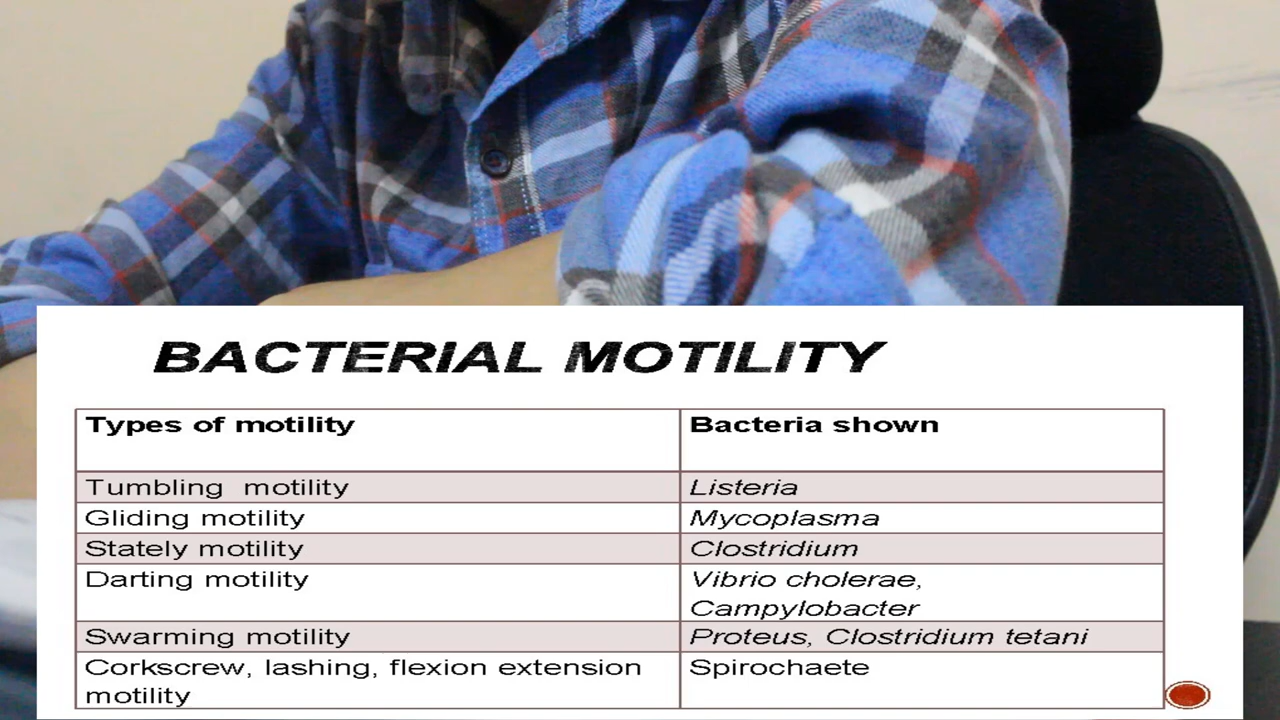 BACTERIAL MOTILITY
Types of motility
Bacteria shown
Tumbling motility
Listeria
Gliding motility
Mycoplasma
Stately motility
Clostridium
Darting motility
Vibrio cholerae,
Campylobacter
Swarming motility
Proteus, Clostridium tetani
Corkscrew, lashing, flexion extension
motility
Spirochaete